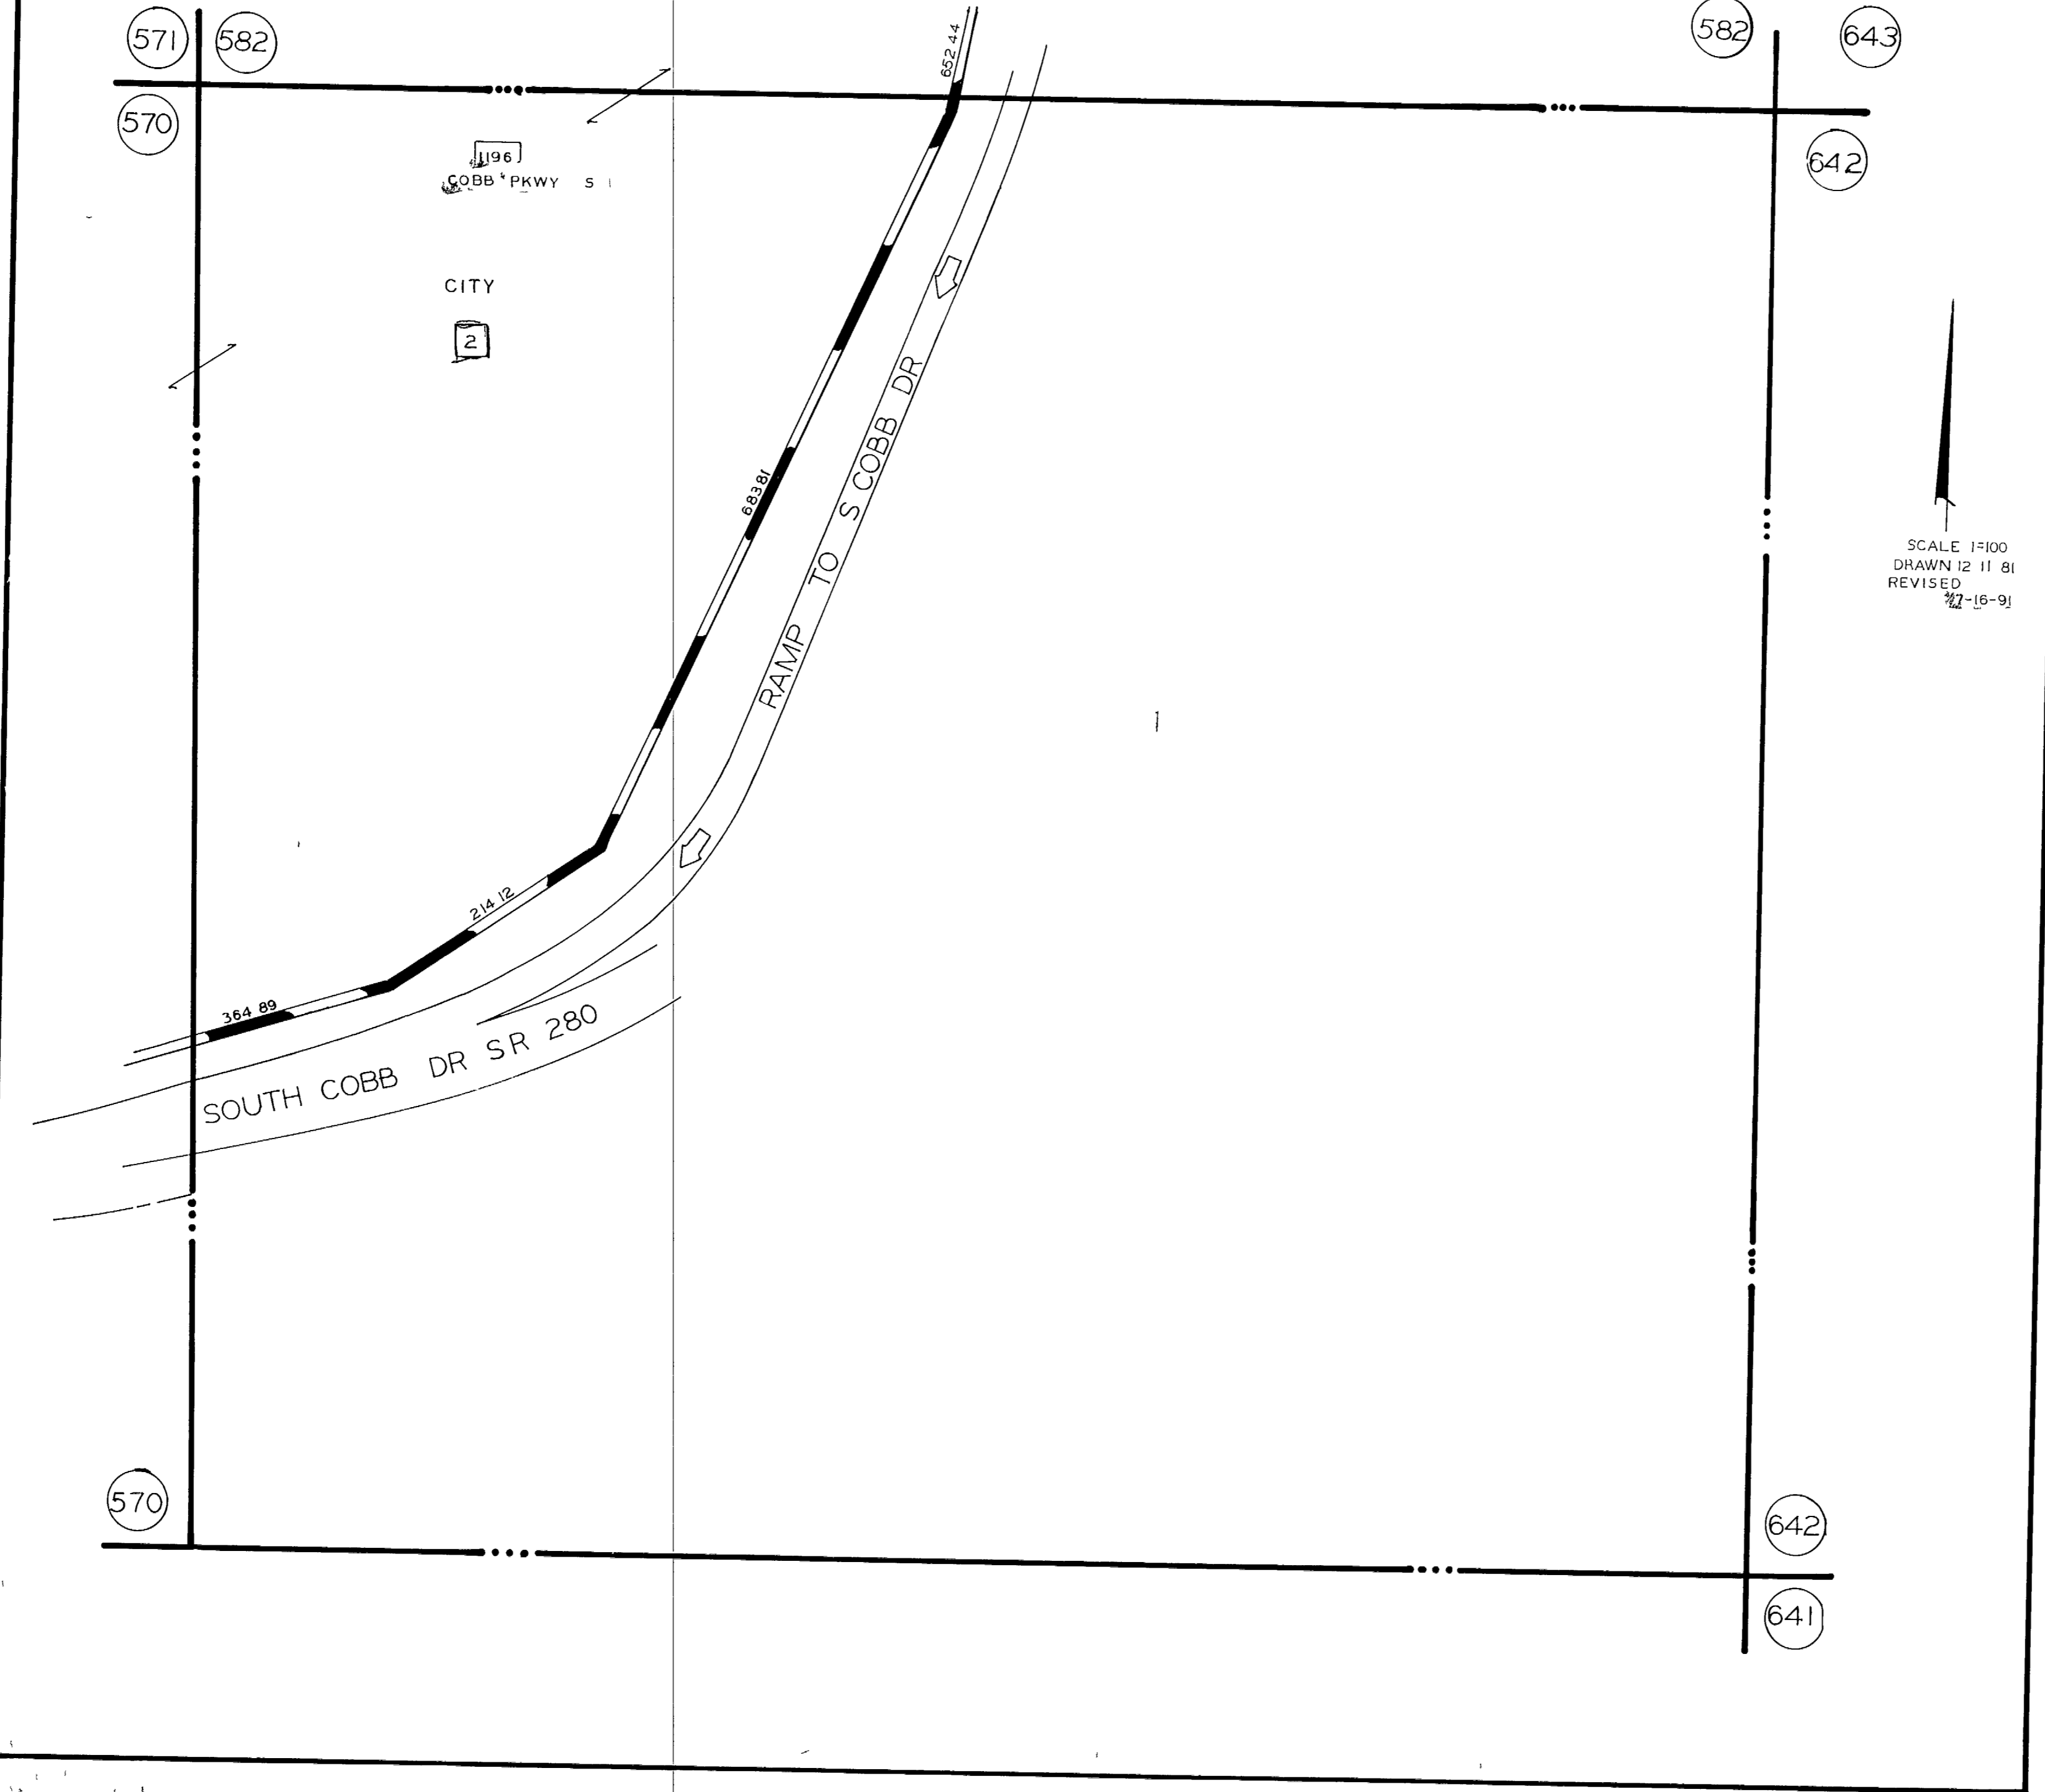 571
582
582
643
570
642
652 44
1196
COBB PKWY S
CITY
2
683 81
RAMP TO S COBB DR
SCALE 1=100
DRAWN 12 11 81
REVISED
-16-91
214 12
364 89
SOUTH COBB DR SR 280
570
642
641